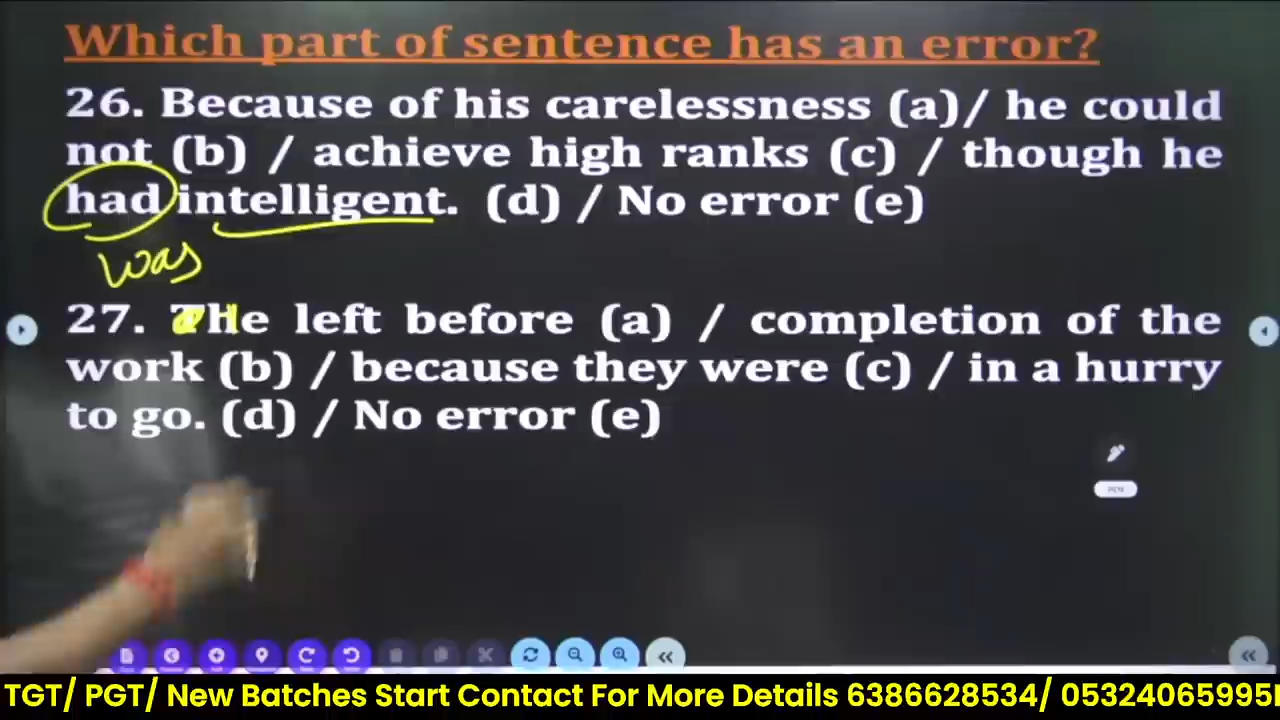 Which part of sentence has an error?
26. Because of his carelessness (a)/ he could
not (b) / achieve high ranks (c) / though he
had intelligent. (d) / No error (e)
was
27. The left before (a) / completion of the
work (b) / because they were (c) / in a hurry
to go. (d) / No error (e)
TGT/ PGT/ New Batches Start Contact For More Details 6386628534/ 05324065995